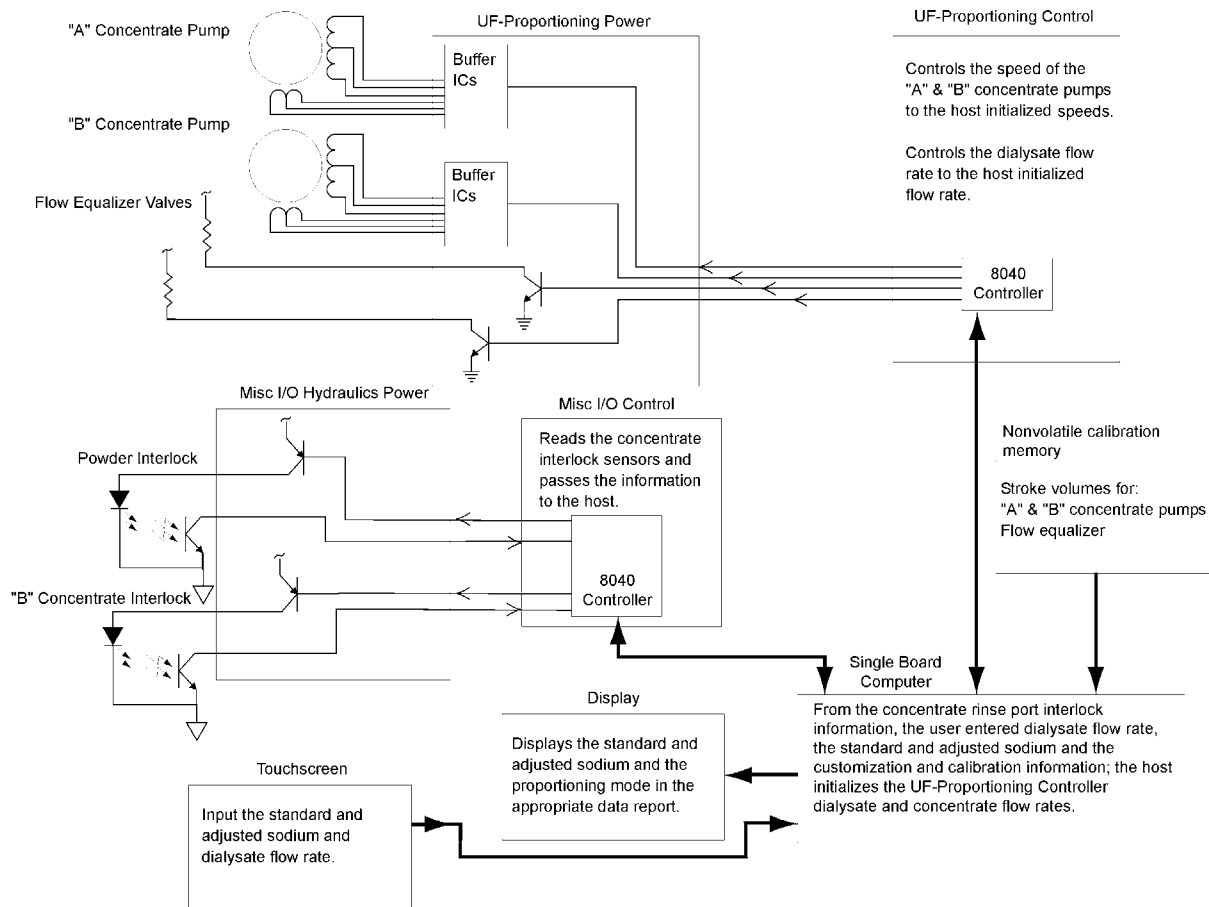 "A" Concentrate Pump
UF-Proportioning Power
UF-Proportioning Control
Buffer
ICs
Controls the speed of the
"A" & "B" concentrate pumps
to the host initialized speeds.
"B" Concentrate Pump
Controls the dialysate flow
rate to the host initialized
flow rate.
Buffer
ICs
Flow Equalizer Valves
8040
Controller
Misc I/O Hydraulics Power
Misc I/O Control
Reads the concentrate
interlock sensors and
passes the information
to the host.
Nonvolatile calibration
memory
Stroke volumes for:
"A" & "B" concentrate pumps
Flow equalizer
Powder Interlock
8040
Controller
"B" Concentrate Interlock
Single Board
Computer
From the concentrate rinse port interlock
information, the user entered dialysate flow rate,
the standard and adjusted sodium and the
customization and calibration information; the host
initializes the UF-Proportioning Controller
dialysate and concentrate flow rates.
Display
Displays the standard and
adjusted sodium and the
proportioning mode in the
appropriate data report.
Touchscreen
Input the standard and
adjusted sodium and
dialysate flow rate.